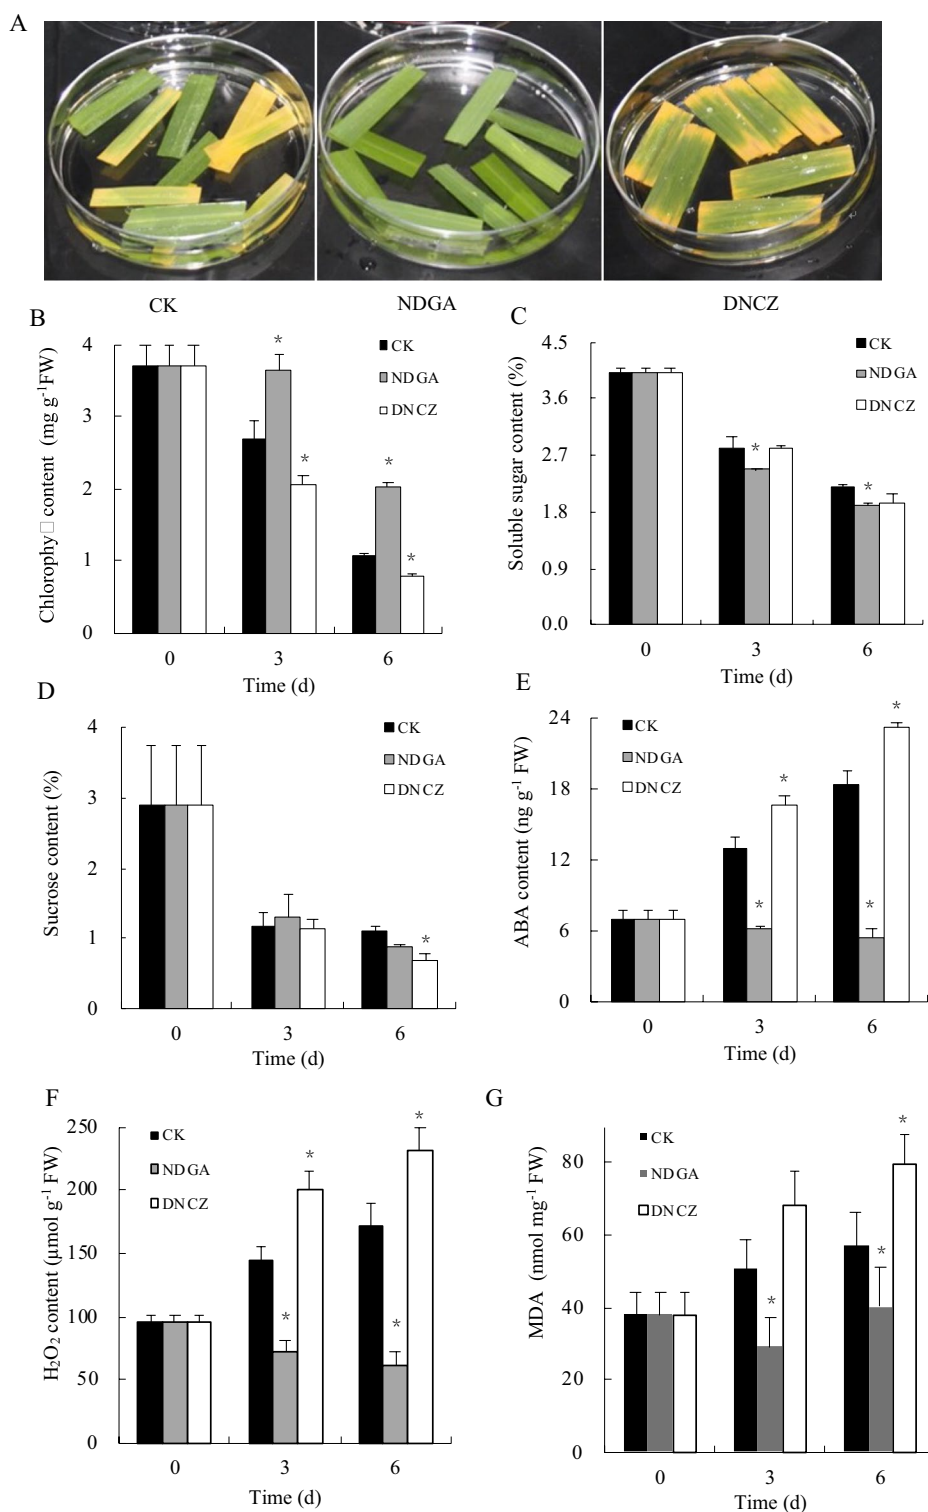 A
CK
NDGA
DNCZ
B
Chlorophy□ content (mg g-1FW)
4
3
2
1
0
CK
NDGA
DNCZ
*
*
*
*
0
3
6
Time (d)
C
Soluble sugar content (%)
4.5
3.6
2.7
1.8
0.9
0.0
CK
NDGA
DNCZ
*
*
0
3
6
Time (d)
D
Sucrose content (%)
4
3
2
1
0
CK
NDGA
DNCZ
*
0
3
6
Time (d)
E
ABA content (ng g-1 FW)
24
18
12
6
0
CK
NDGA
DNCZ
*
*
*
*
0
3
6
Time (d)
F
H2O2 content (μmol g-1 FW)
250
200
150
100
50
0
CK
NDGA
DNCZ
*
*
*
*
0
3
6
Time (d)
G
MDA (nmol mg-1 FW)
80
60
40
20
0
CK
NDGA
DNCZ
*
*
*
0
3
6
Time (d)